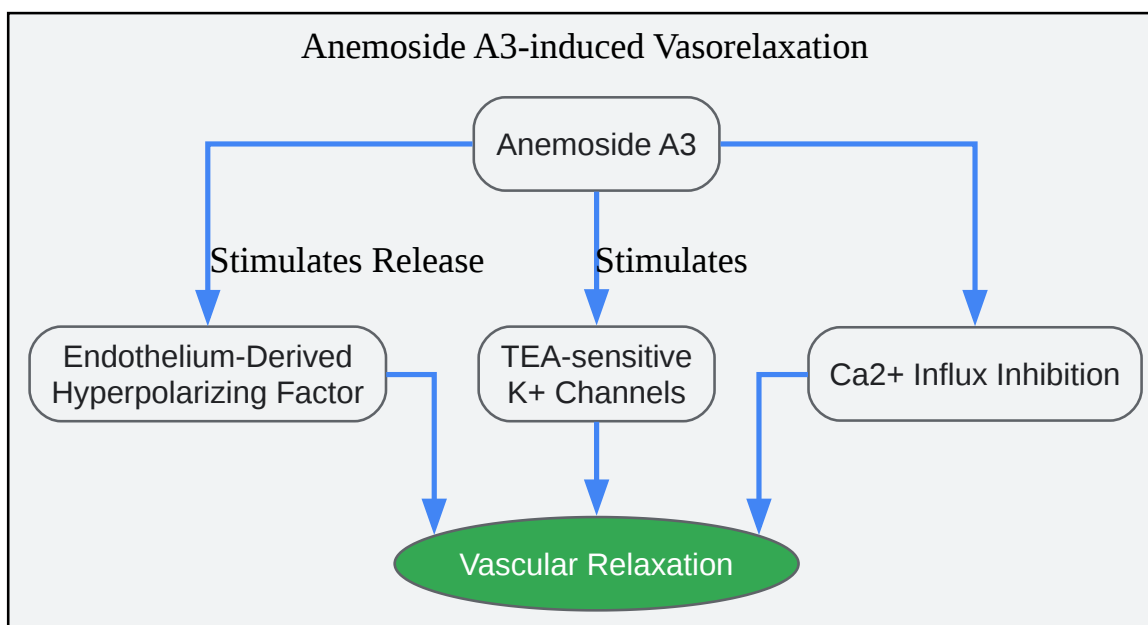 Anemoside A3-induced Vasorelaxation
Anemoside A3
Stimulates Release
Stimulates
Endothelium-Derived
Hyperpolarizing Factor
TEA-sensitive
K+ Channels
Ca2+ Influx Inhibition
Vascular Relaxation